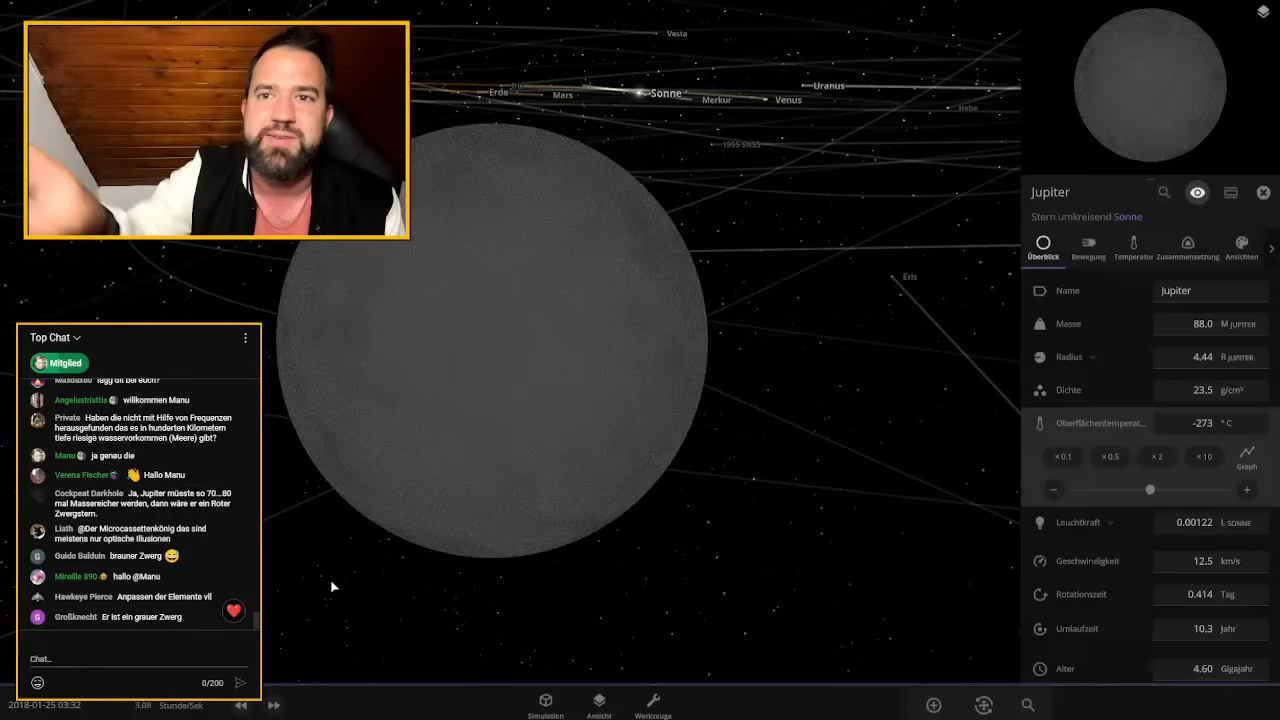 Vesta
Erde
Iris
Mars
Sonne
Merkur
Venus
Uranus
Hebe
1995 SN55
Eris
Jupiter
Stern umkreisend Sonne
Überblick
Bewegung
Temperatur
Zusammensetzung
Ansichten
Name
Jupiter
Masse
88.0 M JUPITER
Radius
4,44 R JUPITER
Dichte
23.5 g/cm³
Oberflächentemperat...
-273 °C
× 0.1
× 0.5
× 2
× 10
Graph
Leuchtkraft
0.00122 L SONNE
Geschwindigkeit
12.5 km/s
Rotationszeit
0.414 Tag
Umlaufzeit
10.3 Jahr
Alter
4.60 Gigajahr
Top Chat
Mitglied
Maxdax80 lagg dit bei euch?
Angelustristitis willkommen Manu
Private Haben die nicht mit Hilfe von Frequenzen
herausgefunden das es in hunderten Kilometern
tiefe riesige wasservorkommen (Meere) gibt?
Manu ja genau die
Verena Fischer 👋 Hallo Manu
Cockpeat Darkhole Ja, Jupiter müsste so 70...80
mal Massereicher werden, dann wäre er ein Roter
Zwergstern.
Liath @Der Microcassettenkönig das sind
meistens nur optische Illusionen
G Guido Balduin brauner Zwerg 😅
Mireille 890 hallo @Manu
Hawkeye Pierce Anpassen der Elemente vll
G Großknecht Er ist ein grauer Zwerg
Chat...
0/200
2018-01-25 03:32
3,08 Stunde/Sek
Simulation
Ansicht
Werkzeuge